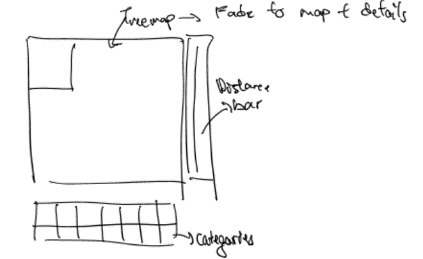 Treemap → Fade to map + details
Distance
bar
categories